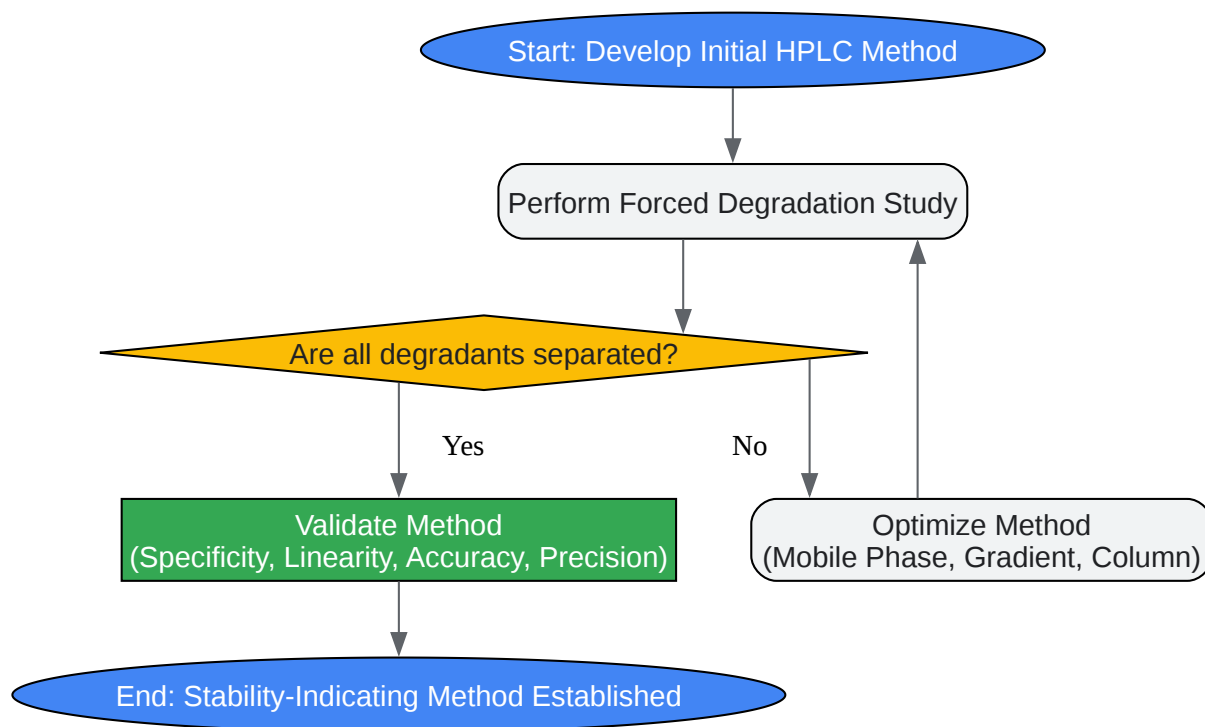 Start: Develop Initial HPLC Method
Perform Forced Degradation Study
Are all degradants separated?
Yes
No
Validate Method
(Specificity, Linearity, Accuracy, Precision)
Optimize Method
(Mobile Phase, Gradient, Column)
End: Stability-Indicating Method Established